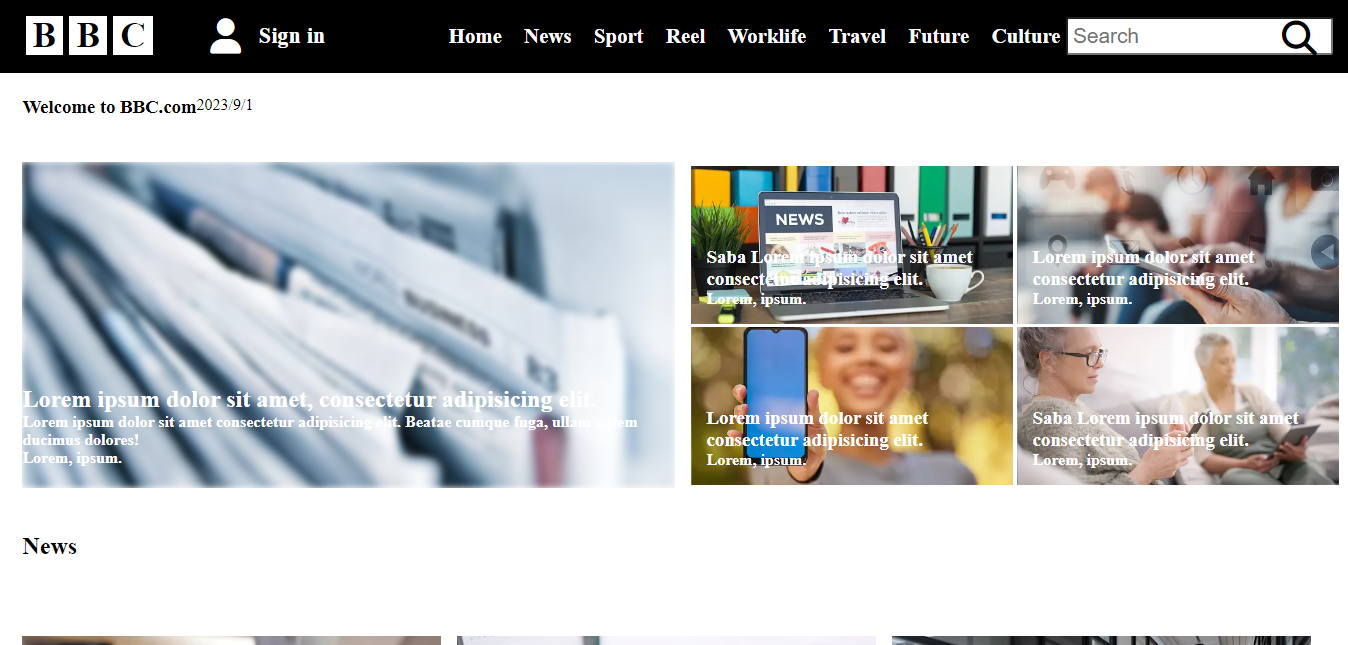 B B C
Sign in
Home News Sport Reel Worklife Travel Future Culture
Search
Welcome to BBC.com 2023/9/1
BUSINESS
Lorem ipsum dolor sit amet, consectetur adipisicing elit.
Lorem ipsum dolor sit amet consectetur adipisicing elit. Beatae cumque fuga, ullam autem
ducimus dolores!
Lorem, ipsum.
NEWS
Saba Lorem ipsum dolor sit amet
consectetur adipisicing elit.
Lorem, ipsum.
Lorem ipsum dolor sit amet
consectetur adipisicing elit.
Lorem, ipsum.
Lorem ipsum dolor sit amet
consectetur adipisicing elit.
Lorem, ipsum.
Saba Lorem ipsum dolor sit amet
consectetur adipisicing elit.
Lorem, ipsum.
News